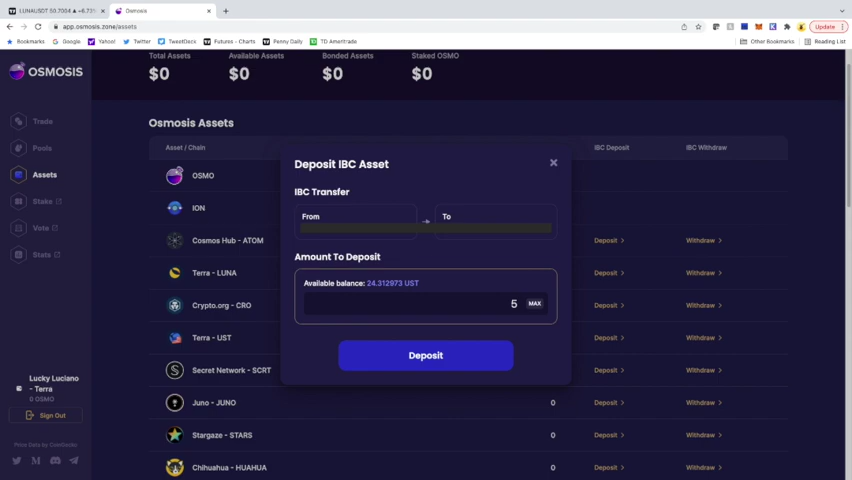 LUNAUSDT 60.7004 ▲ +6.73%
Osmosis
app.osmosis.zone/assets
Update
Bookmarks
Google
Yahoo!
Twitter
TweetDeck
Futures - Charts
Penny Daily
TD Ameritrade
Other Bookmarks
Reading List
OSMOSIS
Total Assets
Available Assets
Bonded Assets
Staked OSMO
$0
$0
$0
$0
Trade
Pools
Assets
Stake
Vote
Stats
Osmosis Assets
Asset / Chain
IBC Deposit
IBC Withdraw
OSMO
ION
Cosmos Hub - ATOM
Deposit >
Withdraw >
Terra - LUNA
Deposit >
Withdraw >
Crypto.org - CRO
Deposit >
Withdraw >
Terra - UST
Deposit >
Withdraw >
Secret Network - SCRT
Deposit >
Withdraw >
Juno - JUNO
0
Deposit >
Withdraw >
Stargaze - STARS
0
Deposit >
Withdraw >
Chihuahua - HUAHUA
0
Deposit >
Withdraw >
Deposit IBC Asset
IBC Transfer
From
To
Amount To Deposit
Available balance: 24.312973 UST
5
MAX
Deposit
Lucky Luciano
- Terra
0 OSMO
Sign Out
Price Data by CoinGecko